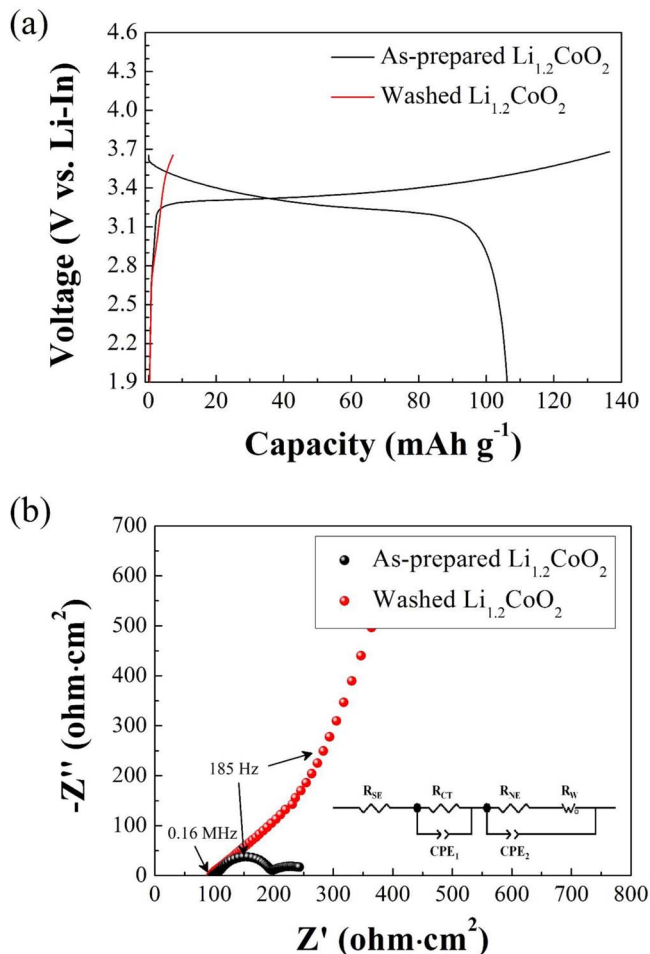 (a)
4.6
4.3
4.0
3.7
3.4
3.1
2.8
2.5
2.2
1.9
Voltage (V vs. Li-In)
As-prepared Li₁.₂CoO₂
Washed Li₁.₂CoO₂
0 20 40 60 80 100 120 140
Capacity (mAh g⁻¹)
(b)
700
600
500
400
300
200
100
0
-Z'' (ohm·cm²)
As-prepared Li₁.₂CoO₂
Washed Li₁.₂CoO₂
185 Hz
0.16 MHz
R_SE R_CT R_NE R_W
CPE₁ CPE₂
0 100 200 300 400 500 600 700 800
Z' (ohm·cm²)